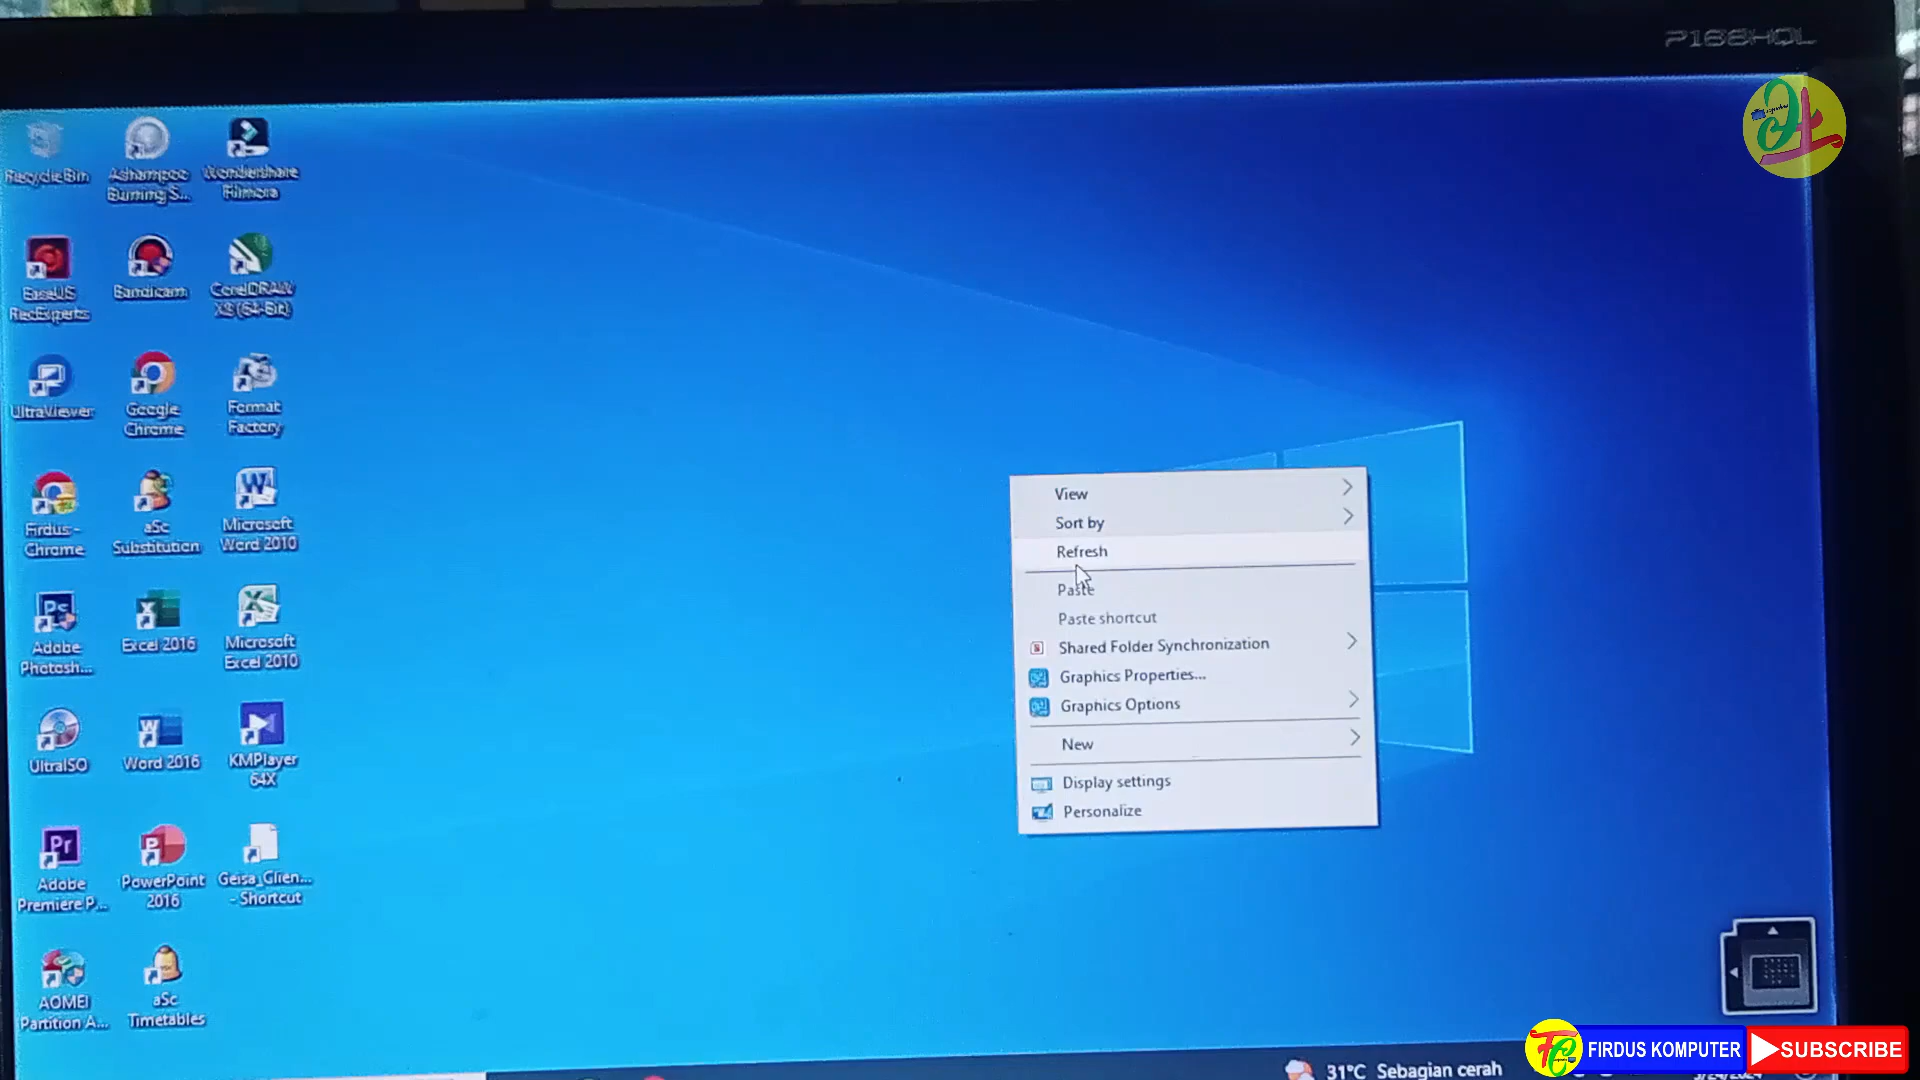 P166HQL
Recycle Bin
Ashampoo
Burning S...
Wondershare
Filmora
EaseUS
RecExperts
Bandicam
CorelDRAW
X8 (64-Bit)
UltraViewer
Google
Chrome
Format
Factory
Firdus -
Chrome
aSc
Substitution
Microsoft
Word 2010
Adobe
Photosh...
Excel 2016
Microsoft
Excel 2010
UltraISO
Word 2016
KMPlayer
64X
Adobe
Premiere P...
PowerPoint
2016
Geisa_Clien...
- Shortcut
AOMEI
Partition A...
aSc
Timetables
View
Sort by
Refresh
Paste
Paste shortcut
Shared Folder Synchronization
Graphics Properties...
Graphics Options
New
Display settings
Personalize
FIRDUS KOMPUTER
SUBSCRIBE
31°C Sebagian cerah